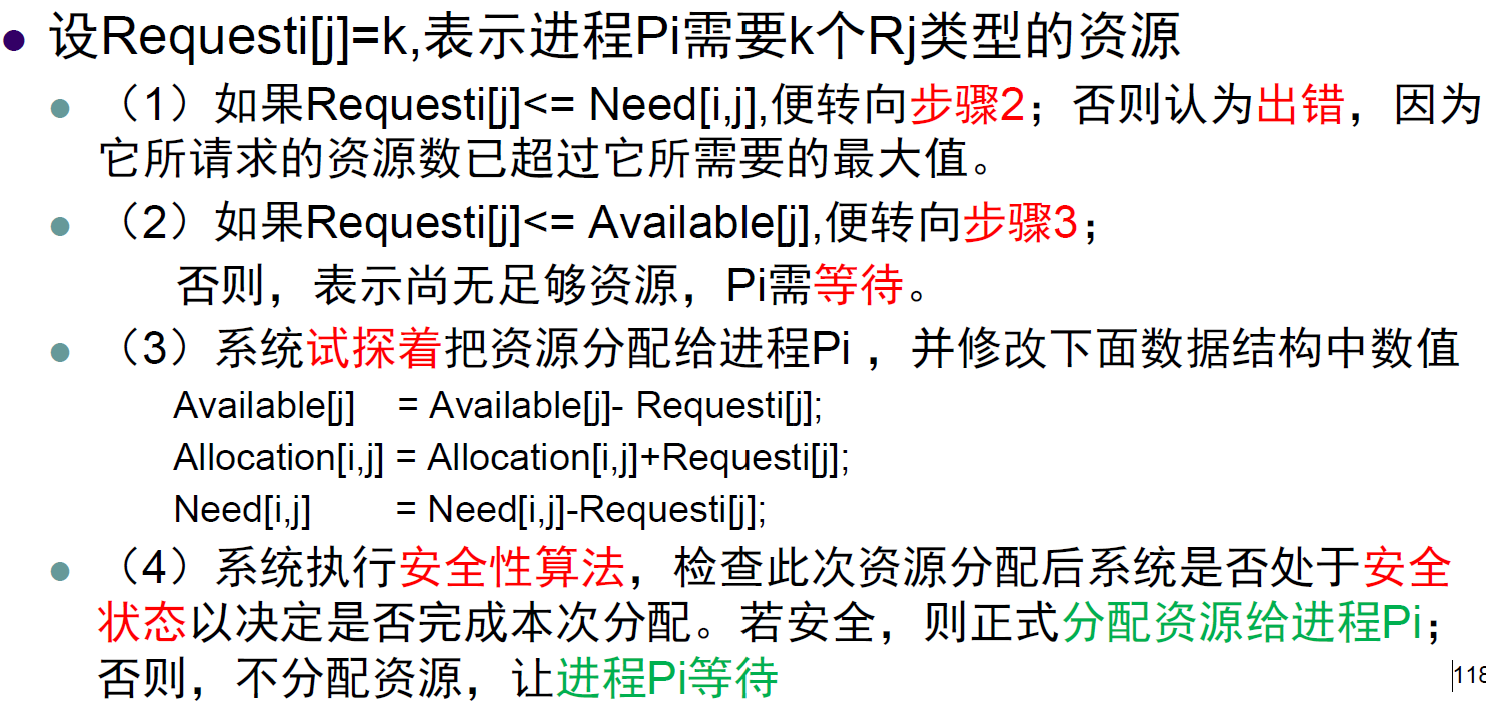 设Requesti[j]=k,表示进程Pi需要k个Rj类型的资源
（1）如果Requesti[j]<= Need[i,j],便转向步骤2；否则认为出错，因为
它所请求的资源数已超过它所需要的最大值。
（2）如果Requesti[j]<= Available[j],便转向步骤3；
否则，表示尚无足够资源，Pi需等待。
（3）系统试探着把资源分配给进程Pi ，并修改下面数据结构中数值
Available[j] = Available[j]- Requesti[j];
Allocation[i,j] = Allocation[i,j]+Requesti[j];
Need[i,j] = Need[i,j]-Requesti[j];
（4）系统执行安全性算法，检查此次资源分配后系统是否处于安全
状态以决定是否完成本次分配。若安全，则正式分配资源给进程Pi；
否则，不分配资源，让进程Pi等待
118